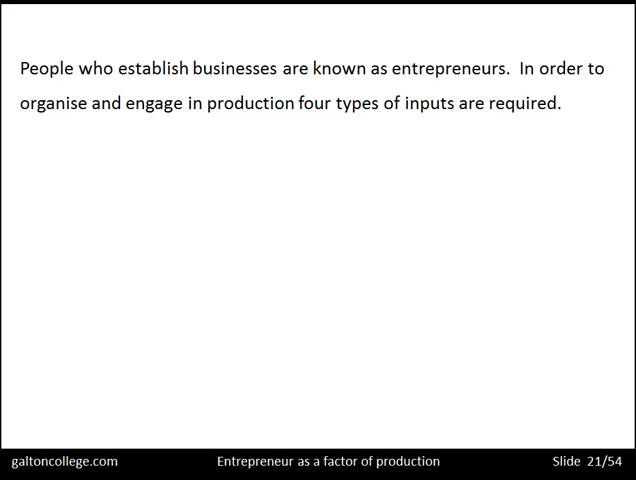 People who establish businesses are known as entrepreneurs.  In order to
organise and engage in production four types of inputs are required.
galtoncollege.com
Entrepreneur as a factor of production
Slide  21/54